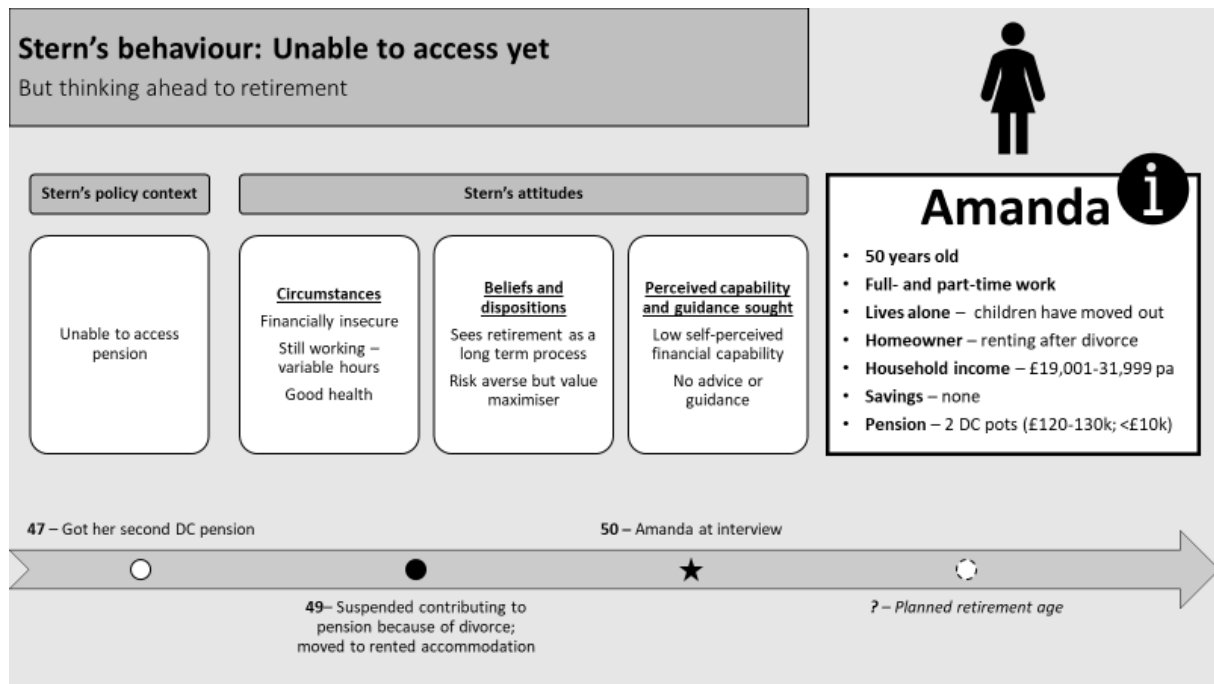 Stern's behaviour: Unable to access yet
But thinking ahead to retirement
Stern's policy context
Stern's attitudes
Unable to access
pension
Circumstances
Financially insecure
Still working –
variable hours
Good health
Beliefs and
dispositions
Sees retirement as a
long term process
Risk averse but value
maximiser
Perceived capability
and guidance sought
Low self-perceived
financial capability
No advice or
guidance
i
Amanda
• 50 years old
• Full- and part-time work
• Lives alone – children have moved out
• Homeowner – renting after divorce
• Household income – £19,001-31,999 pa
• Savings – none
• Pension – 2 DC pots (£120-130k; <£10k)
47 – Got her second DC pension
50 – Amanda at interview
49– Suspended contributing to
pension because of divorce;
moved to rented accommodation
? – Planned retirement age